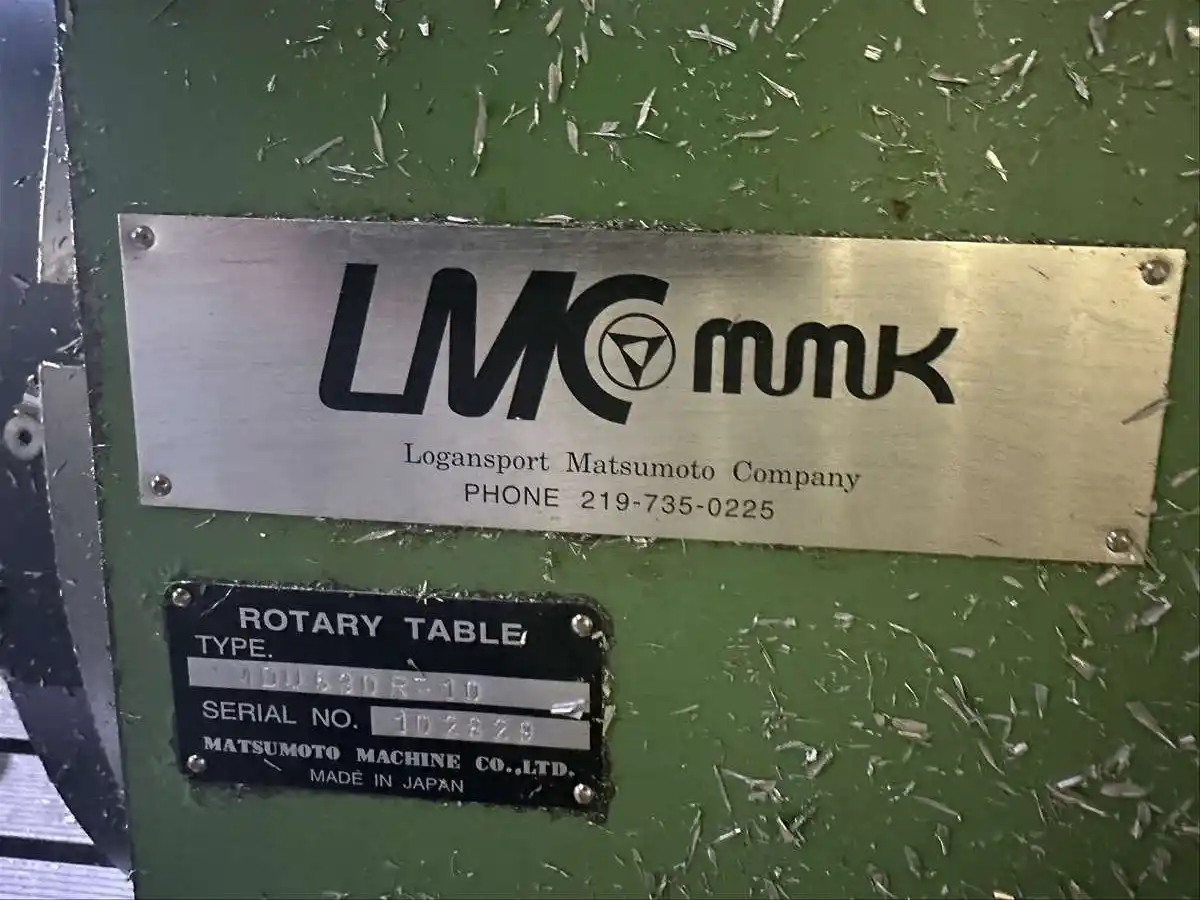 LMC mmk
Logansport Matsumoto Company
PHONE 219-735-0225
ROTARY TABLE
TYPE.
SERIAL NO. 102829
MATSUMOTO MACHINE CO.,LTD.
MADE IN JAPAN